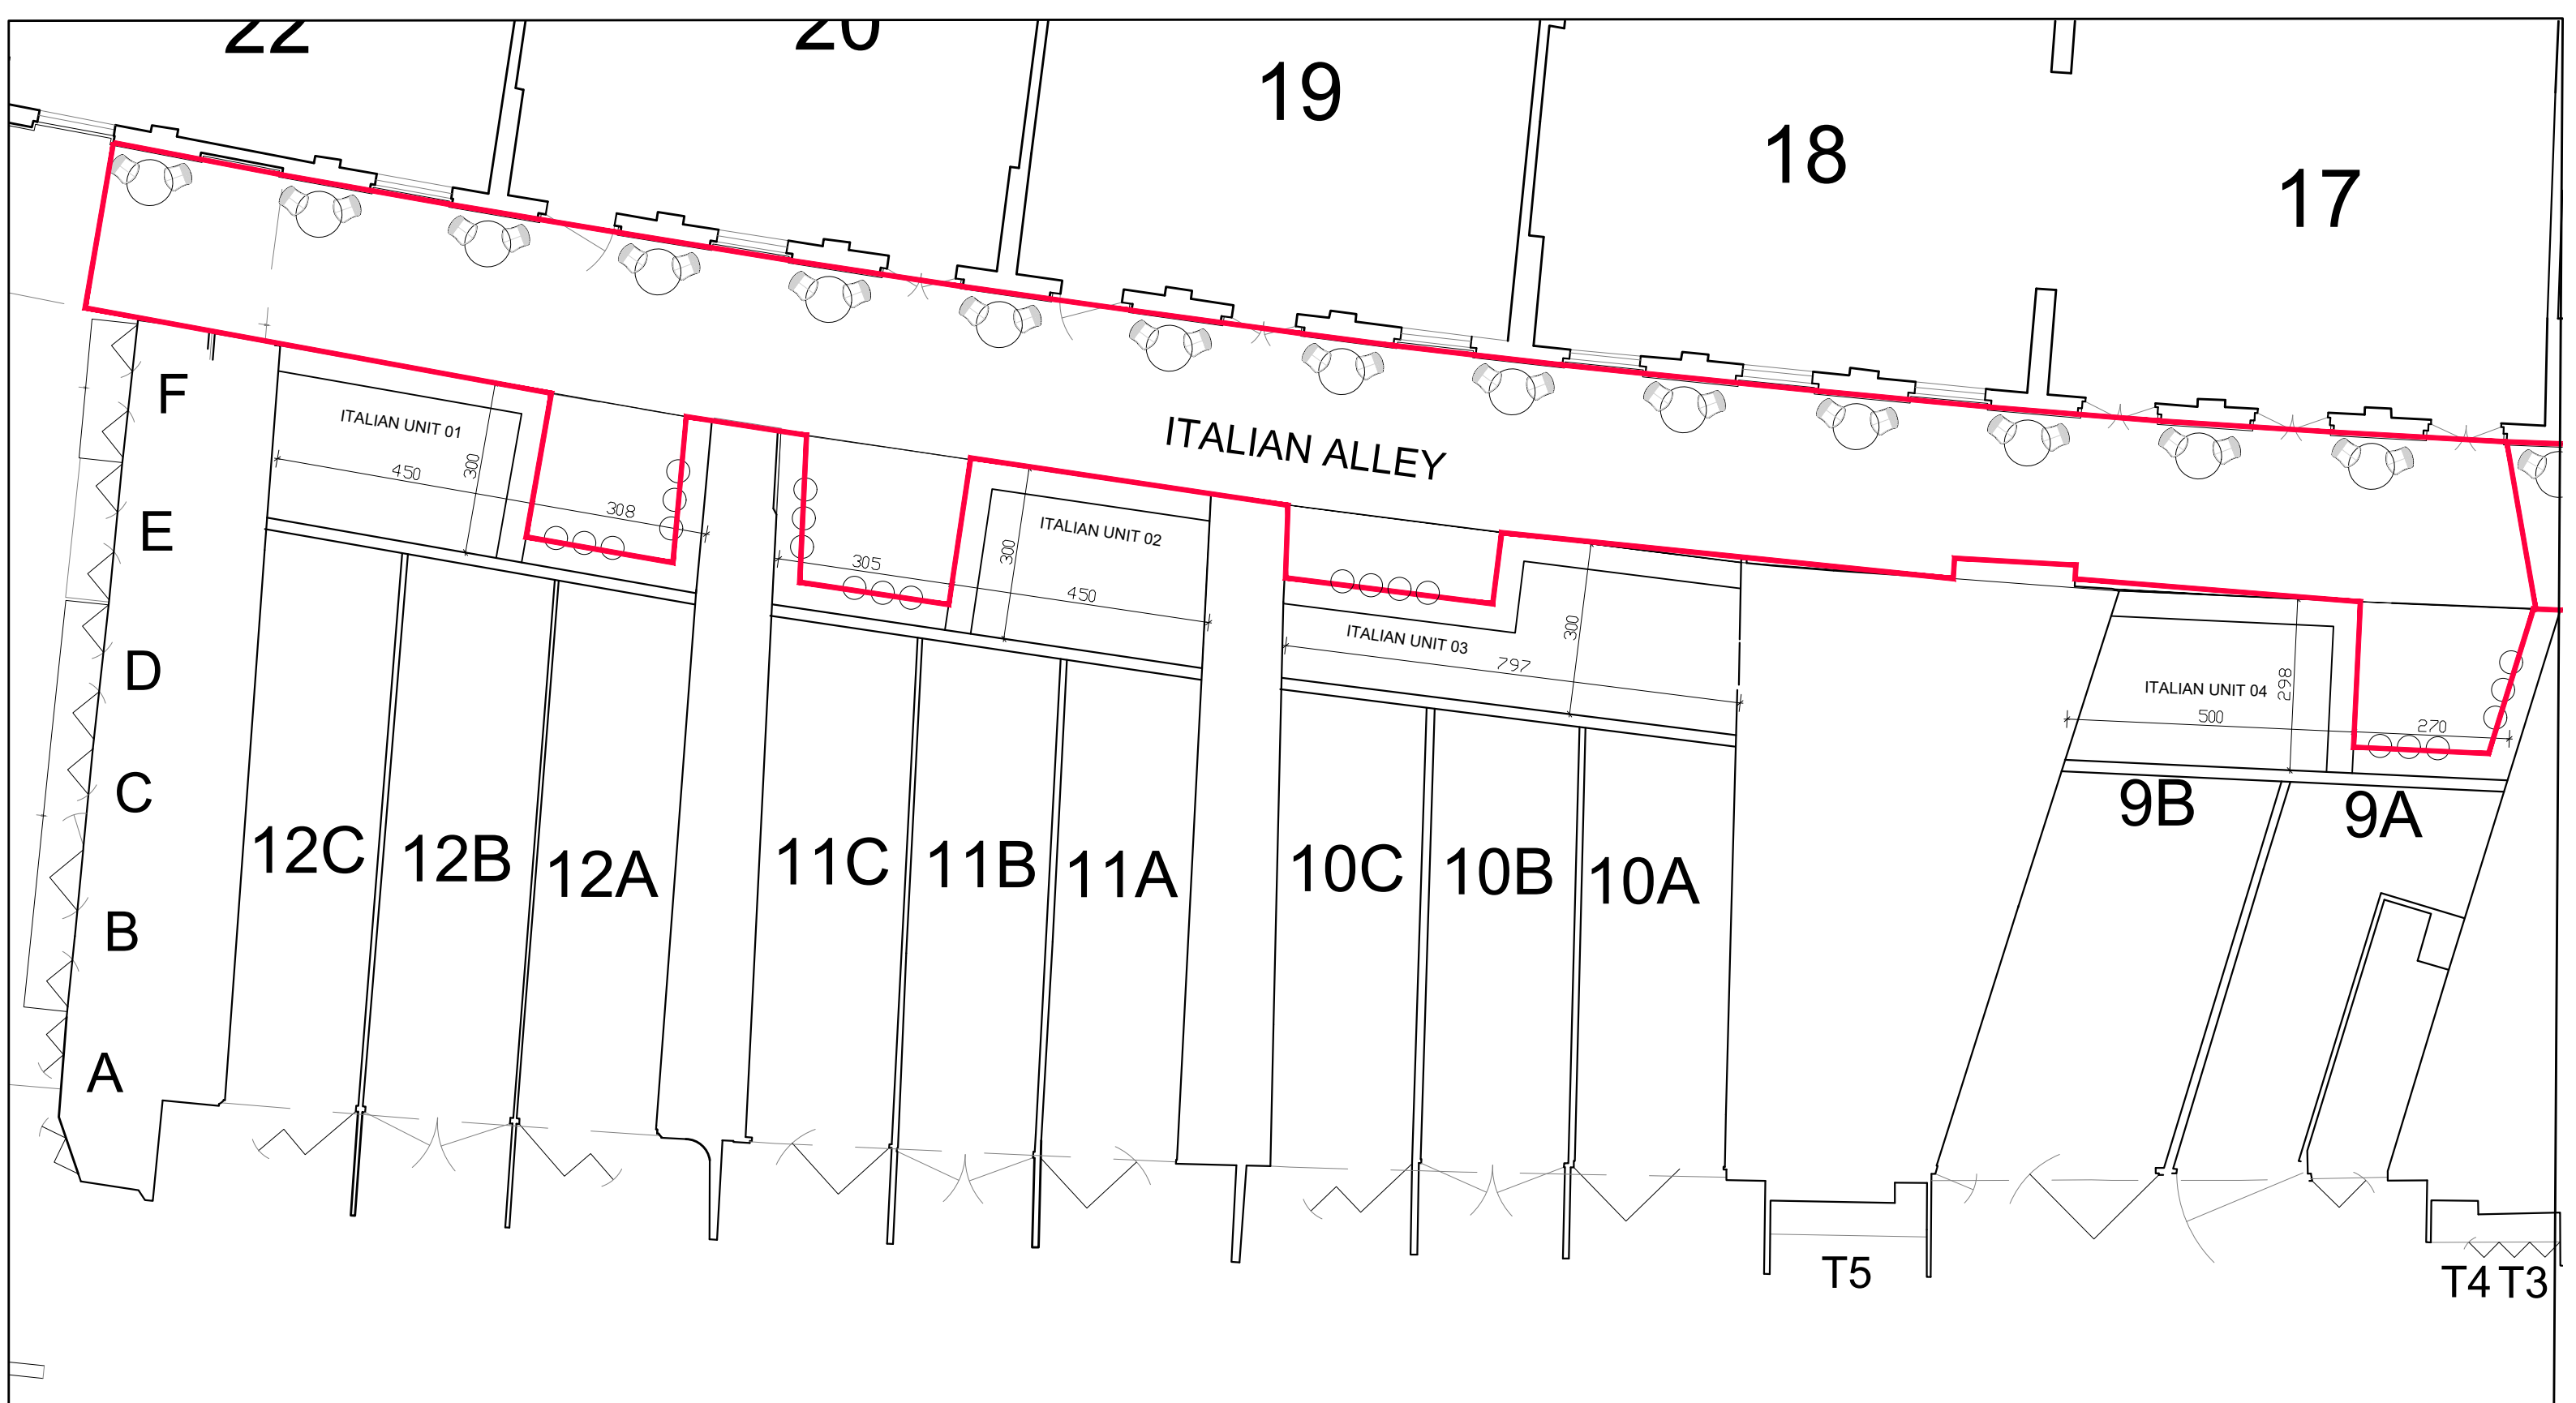 22
20
19
18
17
ITALIAN ALLEY
F
E
D
C
B
A
ITALIAN UNIT 01
450
300
308
305
ITALIAN UNIT 02
300
450
ITALIAN UNIT 03
797
300
ITALIAN UNIT 04
500
298
270
12C
12B
12A
11C
11B
11A
10C
10B
10A
9B
9A
T5
T4 T3